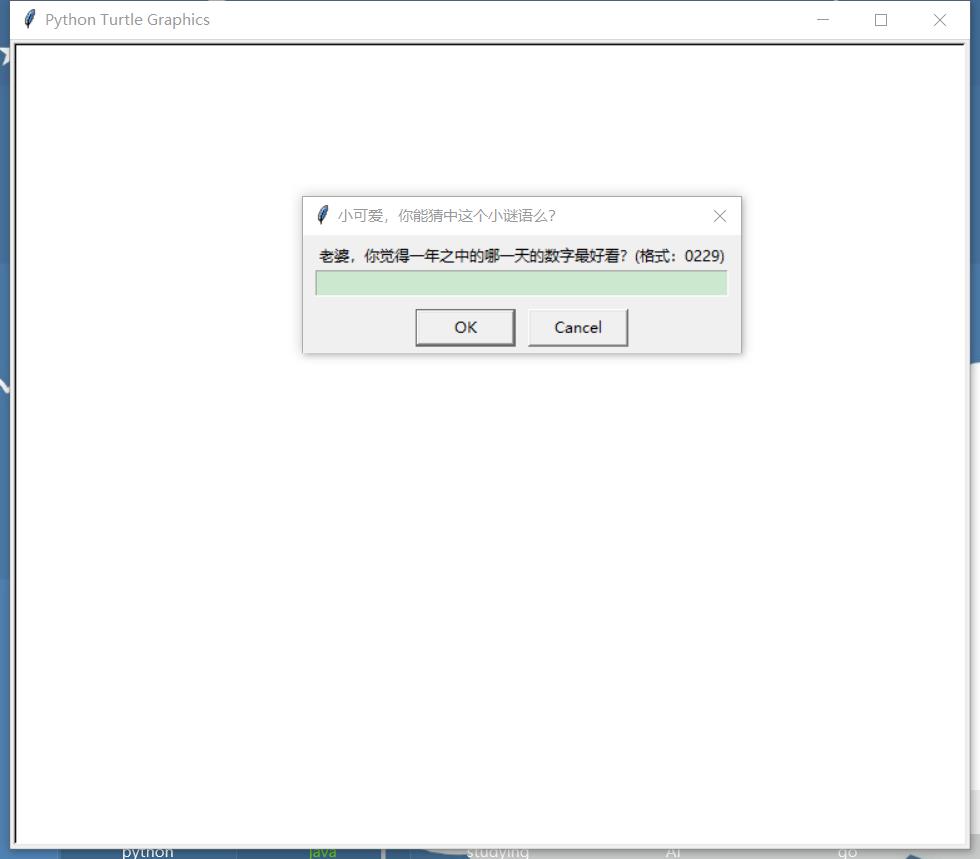 Python Turtle Graphics
小可爱，你能猜中这个小谜语么？
老婆，你觉得一年之中的哪一天的数字最好看？(格式：0229)
OK
Cancel
python
java
studying
AI
go